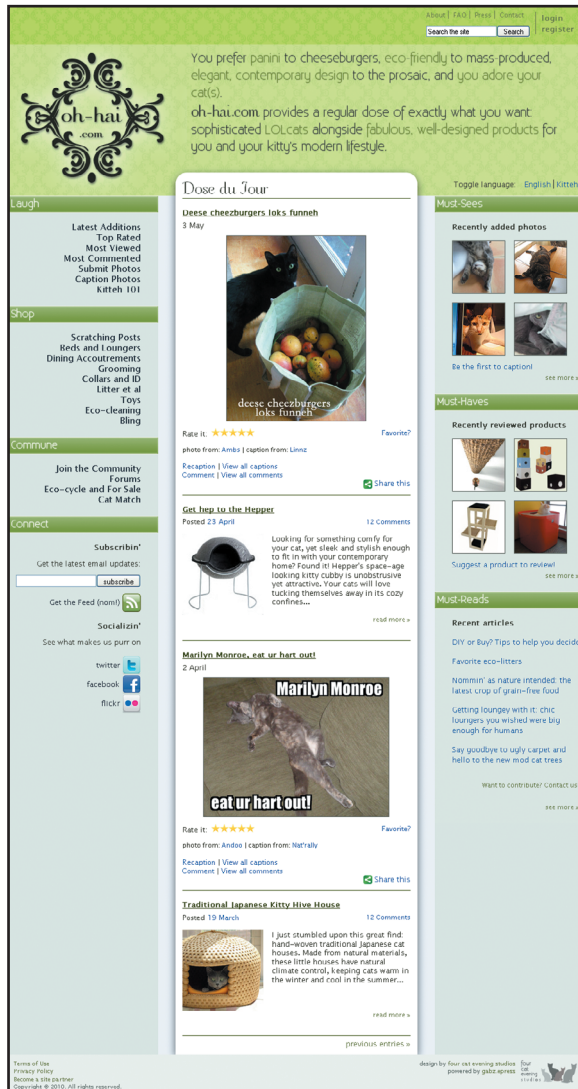 About | FAQ | Press | Contact
login
register
Search the site
Search
oh-hai
.com
You prefer panini to cheeseburgers, eco-friendly to mass-produced,
elegant, contemporary design to the prosaic, and you adore your
cat(s).
oh-hai.com provides a regular dose of exactly what you want:
sophisticated LOLcats alongside fabulous, well-designed products for
you and your kitty's modern lifestyle.
Toggle language: English | Kitteh
Laugh
Latest Additions
Top Rated
Most Viewed
Most Commented
Submit Photos
Caption Photos
Kitteh 101
Shop
Scratching Posts
Beds and Loungers
Dining Accoutrements
Grooming
Collars and ID
Litter et al
Toys
Eco-cleaning
Bling
Commune
Join the Community
Forums
Eco-cycle and For Sale
Cat Match
Connect
Subscribin'
Get the latest email updates:
subscribe
Get the Feed (nom!)
Socializin'
See what makes us purr on
twitter
facebook
flickr
Dose du Jour
Deese cheezburgers loks funneh
3 May
deese cheezburgers
loks funneh
Rate it:
Favorite?
photo from: Ambs | caption from: Linnz
Recaption | View all captions
Comment | View all comments
Share this
Get hep to the Hepper
Posted 23 April
12 Comments
Looking for something comfy for
your cat, yet sleek and stylish enough
to fit in with your contemporary
home? Found it! Hepper's space-age
looking kitty cubby is unobstrusive
yet attractive. Your cats will love
tucking themselves away in its cozy
confines...
read more »
Marilyn Monroe, eat ur hart out!
2 April
Marilyn Monroe
eat ur hart out!
Rate it:
Favorite?
photo from: Andoo | caption from: Nat'rally
Recaption | View all captions
Comment | View all comments
Share this
Traditional Japanese Kitty Hive House
Posted 19 March
12 Comments
I just stumbled upon this great find:
hand-woven traditional Japanese cat
houses. Made from natural materials,
these little houses have natural
climate control, keeping cats warm in
the winter and cool in the summer...
read more »
previous entries »
Must-Sees
Recently added photos
Be the first to caption!
see more »
Must-Haves
Recently reviewed products
Suggest a product to review!
see more »
Must-Reads
Recent articles
DIY or Buy? Tips to help you decide
Favorite eco-litters
Nommin' as nature intended: the
latest crop of grain-free food
Getting loungey with it: chic
loungers you wished were big
enough for humans
Say goodbye to ugly carpet and
hello to the new mod cat trees
Want to contribute? Contact us
see more »
Terms of Use
Privacy Policy
Become a site partner
Copyright © 2010. All rights reserved.
design by four cat evening studios
powered by gabz xpress
four
cat
evening
studios